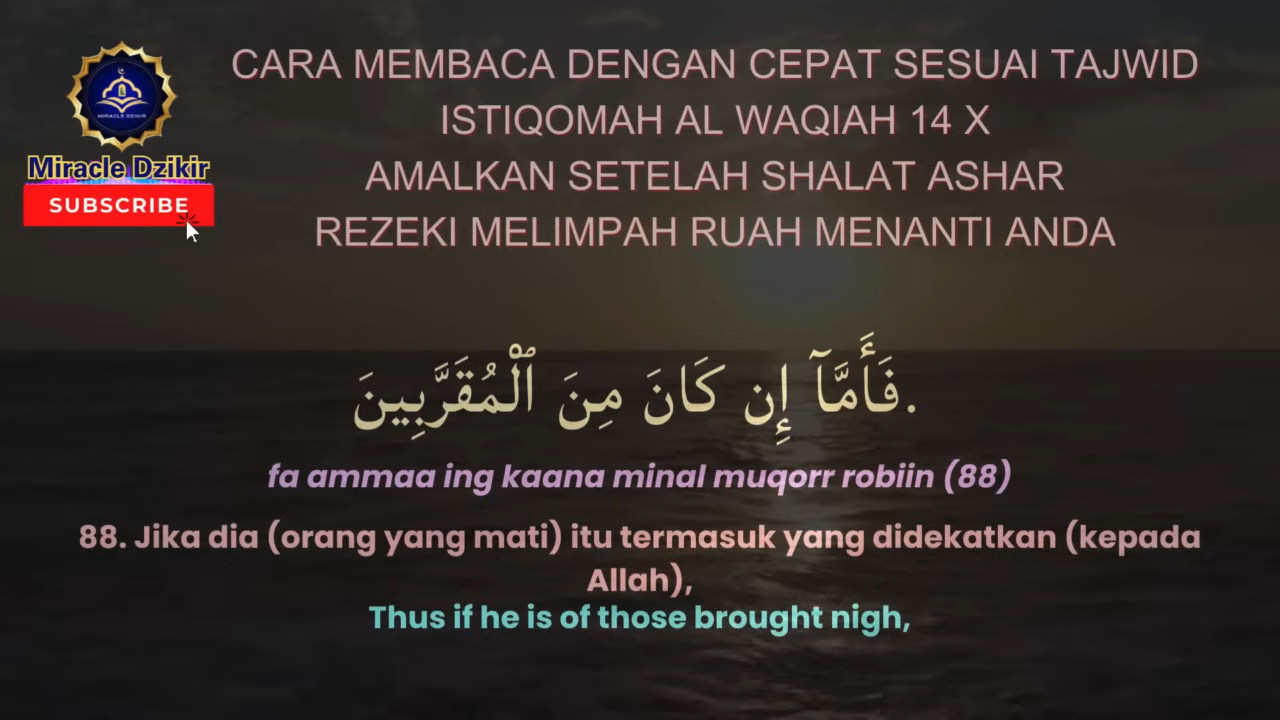 CARA MEMBACA DENGAN CEPAT SESUAI TAJWID
ISTIQOMAH AL WAQIAH 14 X
AMALKAN SETELAH SHALAT ASHAR
REZEKI MELIMPAH RUAH MENANTI ANDA
MIRACLE DZIKIR
Miracle Dzikir
SUBSCRIBE
فَأَمَّآ إِن كَانَ مِنَ ٱلْمُقَرَّبِينَ.
fa ammaa ing kaana minal muqorr robiin (88)
88. Jika dia (orang yang mati) itu termasuk yang didekatkan (kepada
Allah),
Thus if he is of those brought nigh,